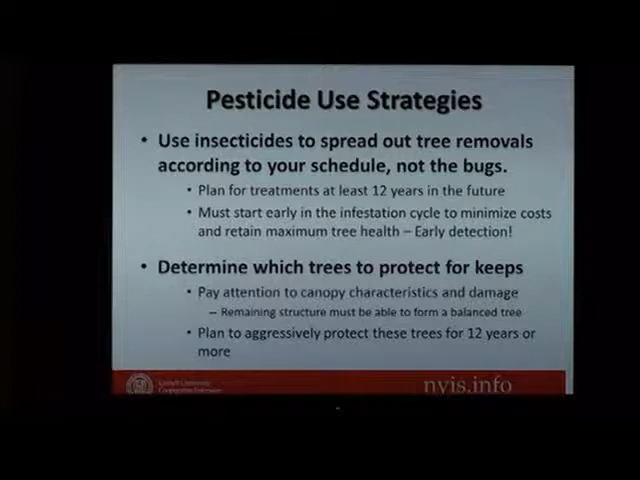 Pesticide Use Strategies
• Use insecticides to spread out tree removals
according to your schedule, not the bugs.
• Plan for treatments at least 12 years in the future
• Must start early in the infestation cycle to minimize costs
and retain maximum tree health – Early detection!
• Determine which trees to protect for keeps
• Pay attention to canopy characteristics and damage
– Remaining structure must be able to form a balanced tree
• Plan to aggressively protect these trees for 12 years or
more
Cornell University
Cooperative Extension
nyis.info